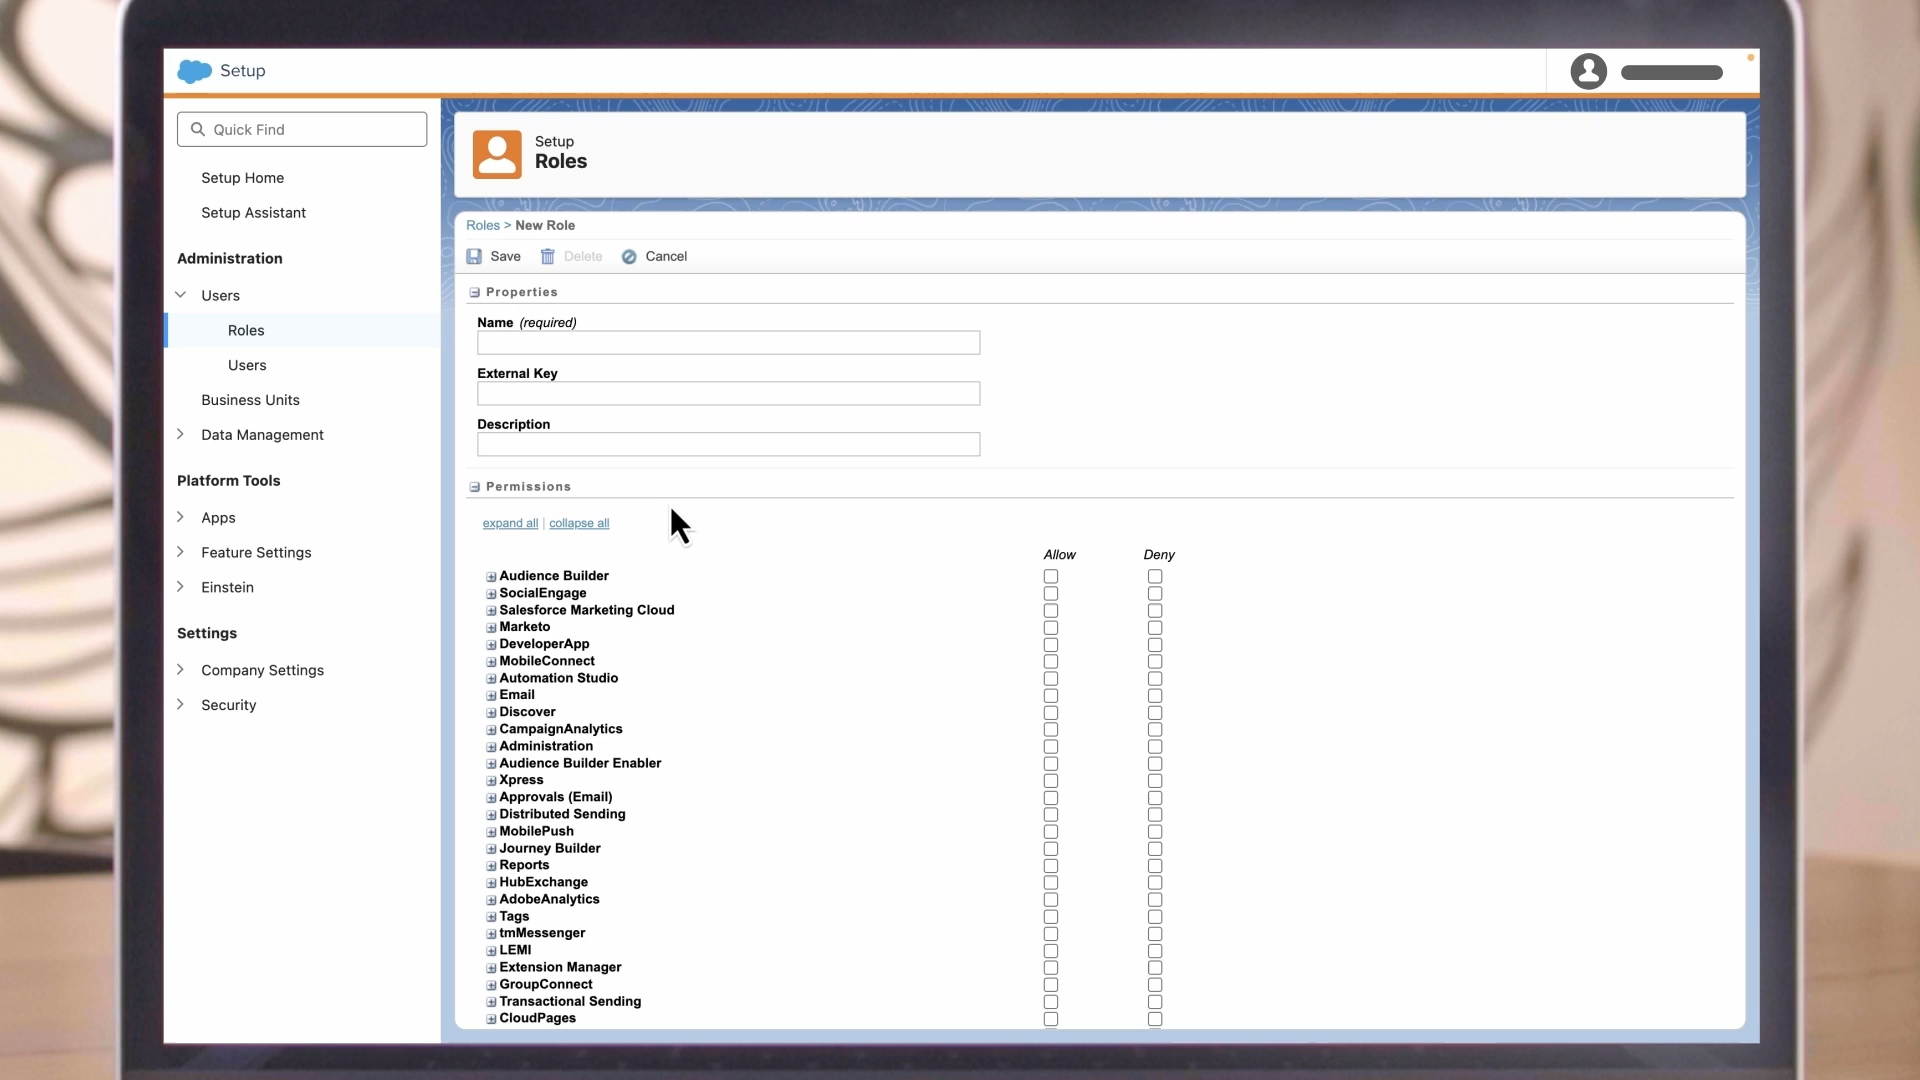 Setup
Quick Find
Setup Home
Setup Assistant
Administration
Users
Roles
Users
Business Units
Data Management
Platform Tools
Apps
Feature Settings
Einstein
Settings
Company Settings
Security
Setup
Roles
Roles > New Role
Save Delete Cancel
Properties
Name (required)
External Key
Description
Permissions
expand all | collapse all
Allow Deny
Audience Builder
SocialEngage
Salesforce Marketing Cloud
Marketo
DeveloperApp
MobileConnect
Automation Studio
Email
Discover
CampaignAnalytics
Administration
Audience Builder Enabler
Xpress
Approvals (Email)
Distributed Sending
MobilePush
Journey Builder
Reports
HubExchange
AdobeAnalytics
Tags
tmMessenger
LEMI
Extension Manager
GroupConnect
Transactional Sending
CloudPages